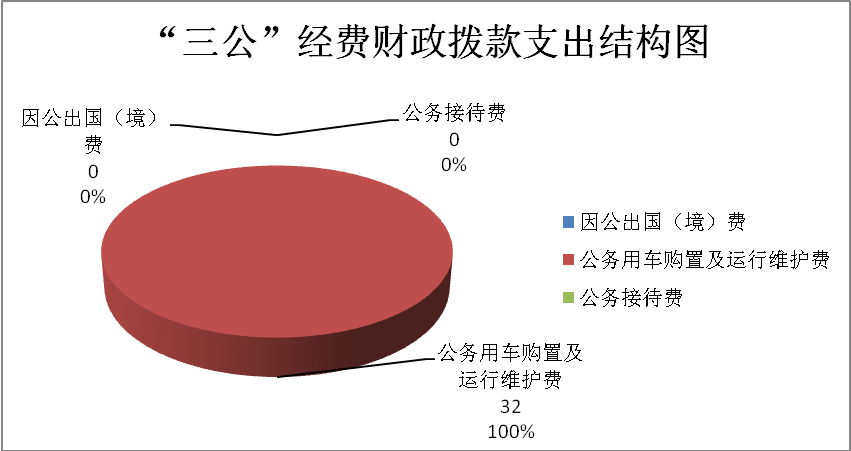 “三公”经费财政拨款支出结构图
因公出国（境）
费
0
0%
公务接待费
0
0%
因公出国（境）费
公务用车购置及运行维护费
公务接待费
公务用车购置及
运行维护费
32
100%